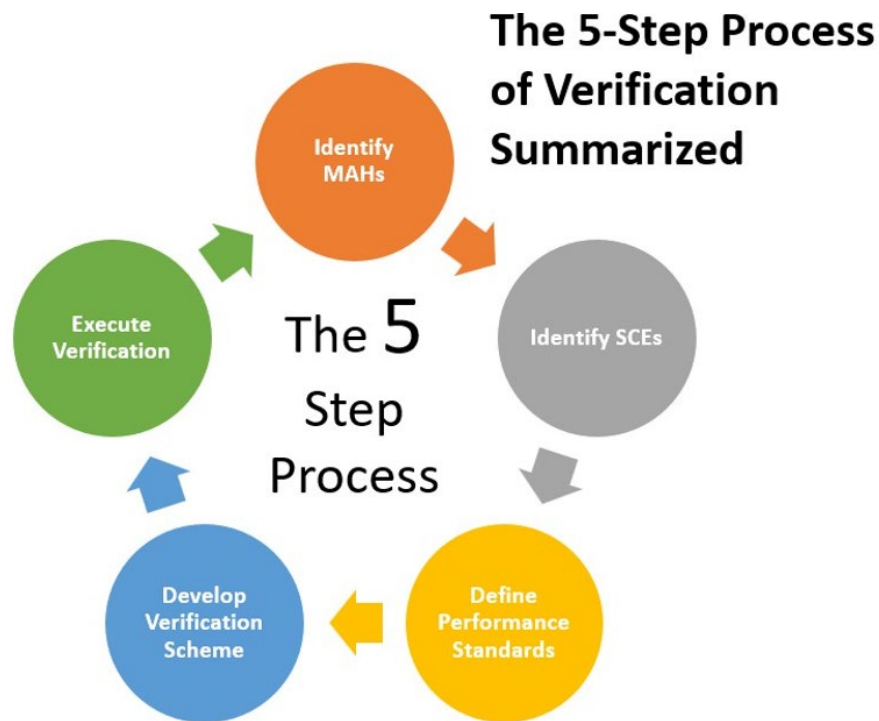 The 5-Step Process
of Verification
Summarized
Identify
MAHs
Identify SCEs
Define
Performance
Standards
Develop
Verification
Scheme
Execute
Verification
The 5
Step
Process